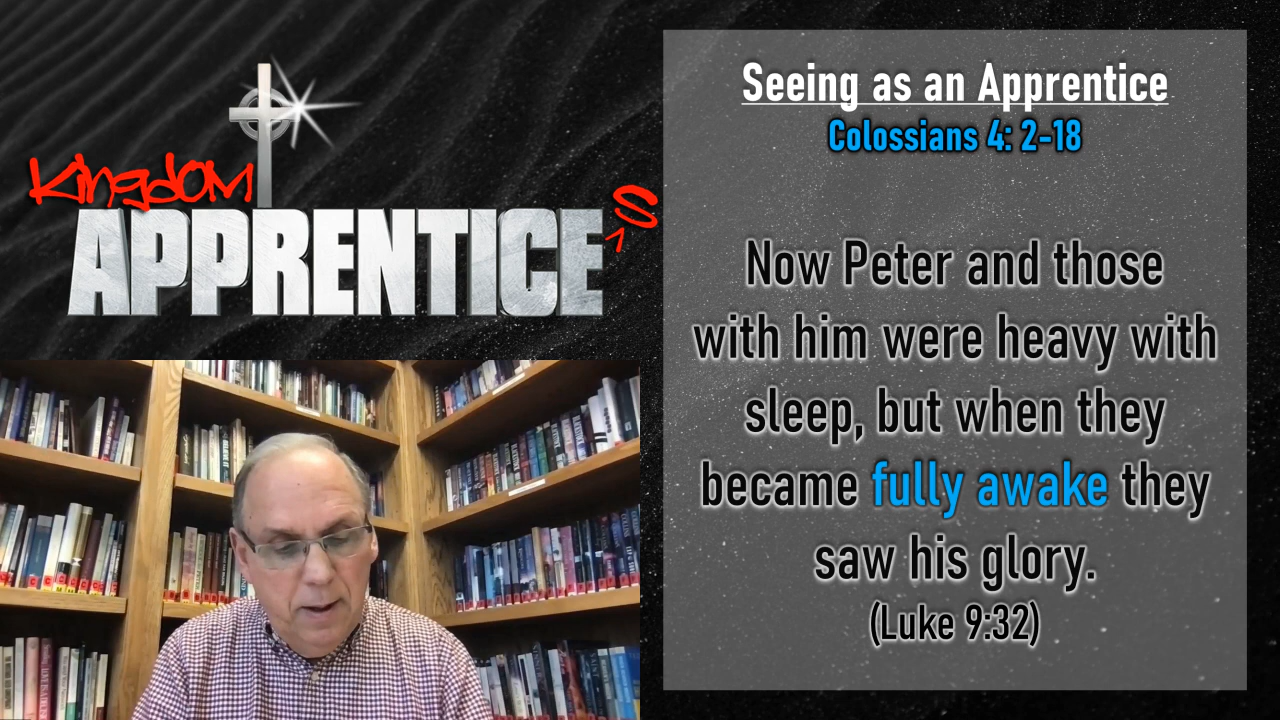 Kingdom
APPRENTICE
^
S
Seeing as an Apprentice
Colossians 4: 2-18
Now Peter and those
with him were heavy with
sleep, but when they
became fully awake they
saw his glory.
(Luke 9:32)